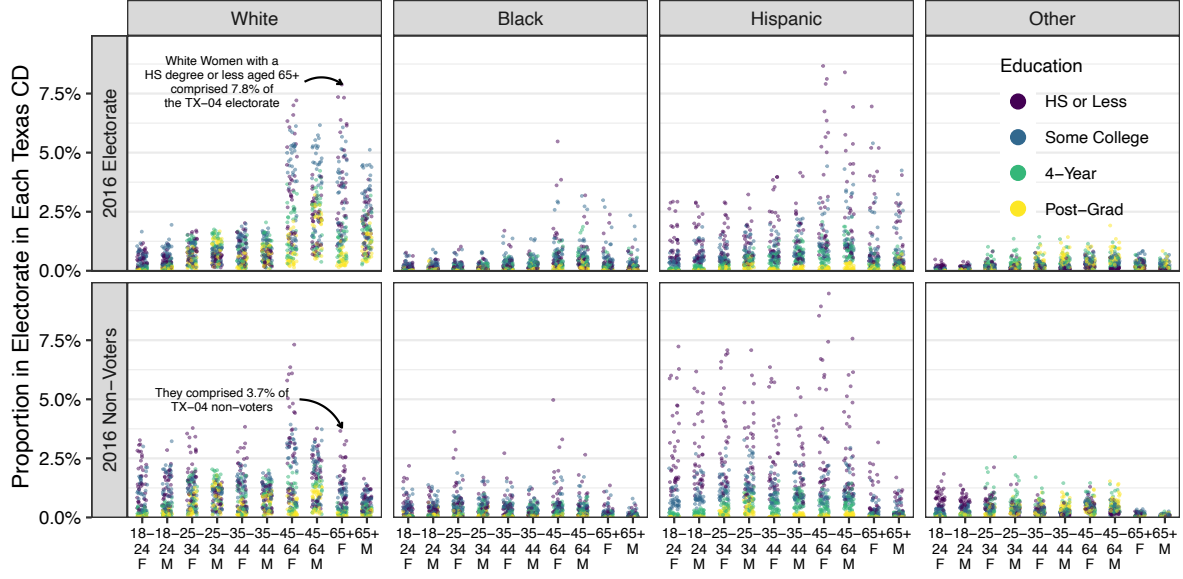 White
Black
Hispanic
Other
Proportion in Electorate in Each Texas CD
2016 Electorate
7.5%
5.0%
2.5%
0.0%
White Women with a
HS degree or less aged 65+
comprised 7.8% of
the TX−04 electorate
Education
HS or Less
Some College
4−Year
Post−Grad
2016 Non−Voters
7.5%
5.0%
2.5%
0.0%
They comprised 3.7% of
TX−04 non−voters
18− 18− 25− 25− 35− 35− 45− 45− 65+ 65+
24 24 34 34 44 44 64 64 F M
F M F M F M F M
18− 18− 25− 25− 35− 35− 45− 45− 65+ 65+
24 24 34 34 44 44 64 64 F M
F M F M F M F M
18− 18− 25− 25− 35− 35− 45− 45− 65+ 65+
24 24 34 34 44 44 64 64 F M
F M F M F M F M
18− 18− 25− 25− 35− 35− 45− 45− 65+ 65+
24 24 34 34 44 44 64 64 F M
F M F M F M F M